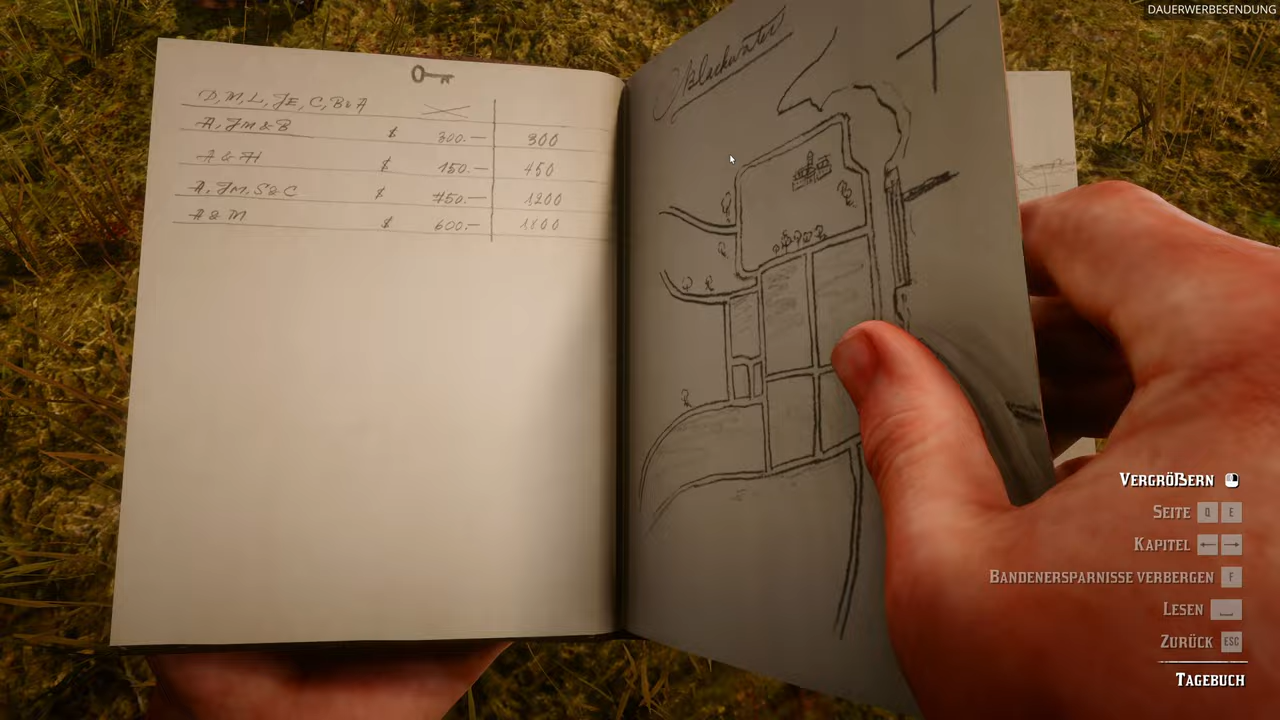 DAUERWERBESENDUNG
D, M, L, JE, C, B & A
A, JM & B $ 300.— 300
A & H $ 150.— 450
A, JM, S & C $ 750.— 1200
A & M $ 600.— 1800
Blackwater
VERGRÖẞERN
SEITE Q E
KAPITEL ← →
BANDENERSPARNISSE VERBERGEN F
LESEN
ZURÜCK ESC
TAGEBUCH